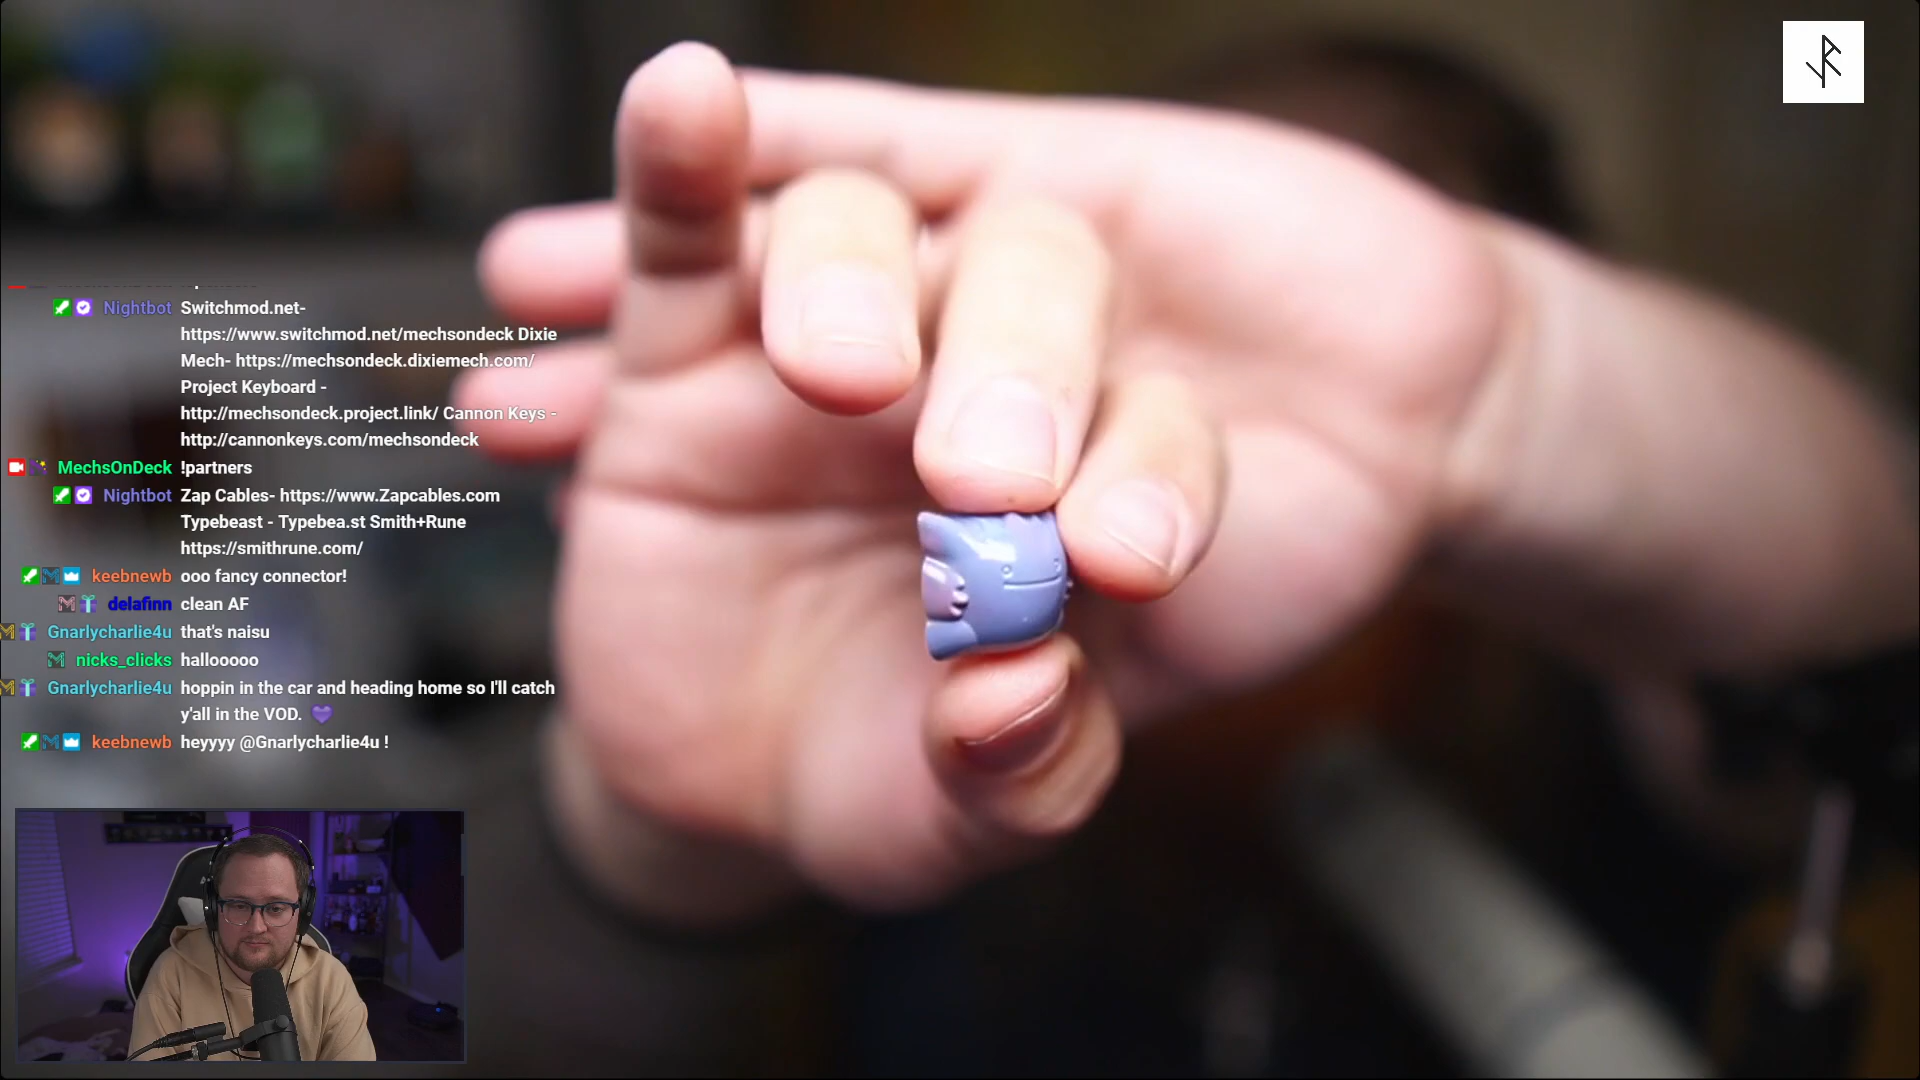 Nightbot Switchmod.net-
https://www.switchmod.net/mechsondeck Dixie
Mech- https://mechsondeck.dixiemech.com/
Project Keyboard -
http://mechsondeck.project.link/ Cannon Keys -
http://cannonkeys.com/mechsondeck
MechsOnDeck !partners
Nightbot Zap Cables- https://www.Zapcables.com
Typebeast - Typebea.st Smith+Rune
https://smithrune.com/
keebnewb ooo fancy connector!
delafinn clean AF
Gnarlycharlie4u that's naisu
nicks_clicks hallooooo
Gnarlycharlie4u hoppin in the car and heading home so I'll catch
y'all in the VOD. 💜
keebnewb heyyyy @Gnarlycharlie4u !